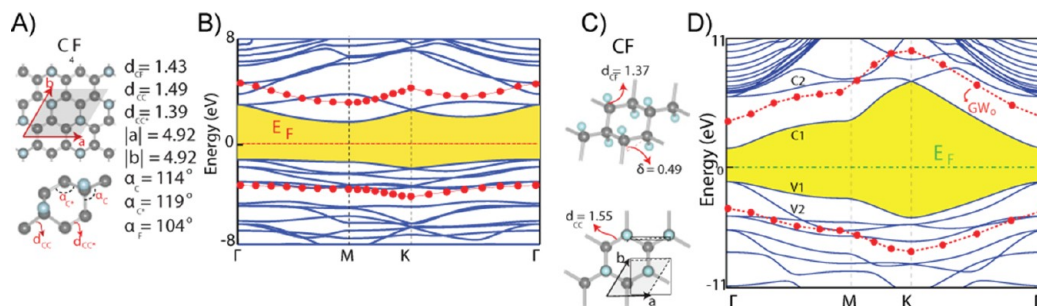 A)
C F
4
b
a
d CF = 1.43
d CC = 1.49
d CC* = 1.39
|a| = 4.92
|b| = 4.92
α C = 114°
α C* = 119°
α F = 104°
α C*
α C
d CC
d CC*
B)
8
Energy (eV)
E F
0
-8
Γ
M
K
Γ
C)
CF
d CF = 1.37
δ = 0.49
d CC = 1.55
b
a
D)
11
Energy (eV)
C2
C1
GW 0
E F
0
V1
V2
-11
Γ
M
K